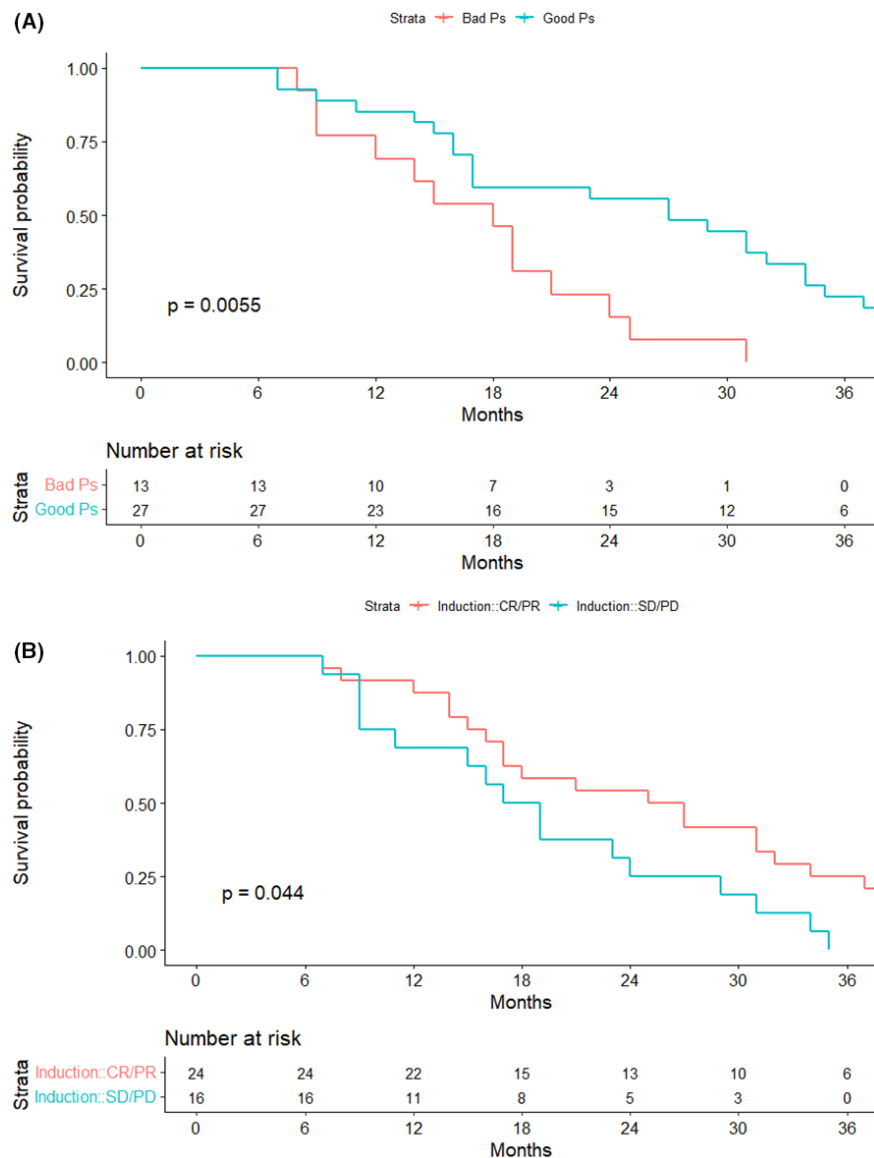 (A)
Strata Bad Ps Good Ps
1.00
0.75
0.50
0.25
0.00
Survival probability
p = 0.0055
0 6 12 18 24 30 36
Months
Number at risk
Strata
Bad Ps 13 13 10 7 3 1 0
Good Ps 27 27 23 16 15 12 6
0 6 12 18 24 30 36
Months
Strata Induction::CR/PR Induction::SD/PD
(B)
1.00
0.75
0.50
0.25
0.00
Survival probability
p = 0.044
0 6 12 18 24 30 36
Months
Number at risk
Strata
Induction::CR/PR 24 24 22 15 13 10 6
Induction::SD/PD 16 16 11 8 5 3 0
0 6 12 18 24 30 36
Months